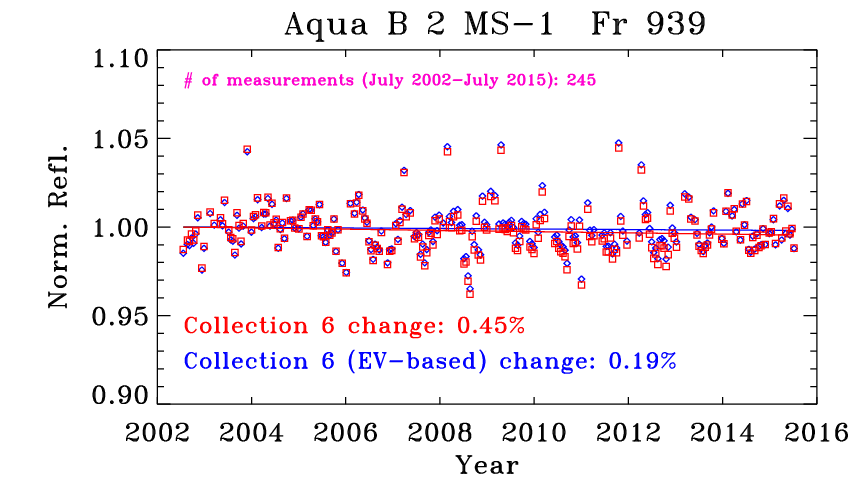 Aqua B 2 MS-1 Fr 939
# of measurements (July 2002-July 2015): 245
Norm. Refl.
1.10
1.05
1.00
0.95
0.90
Collection 6 change: 0.45%
Collection 6 (EV-based) change: 0.19%
2002 2004 2006 2008 2010 2012 2014 2016
Year